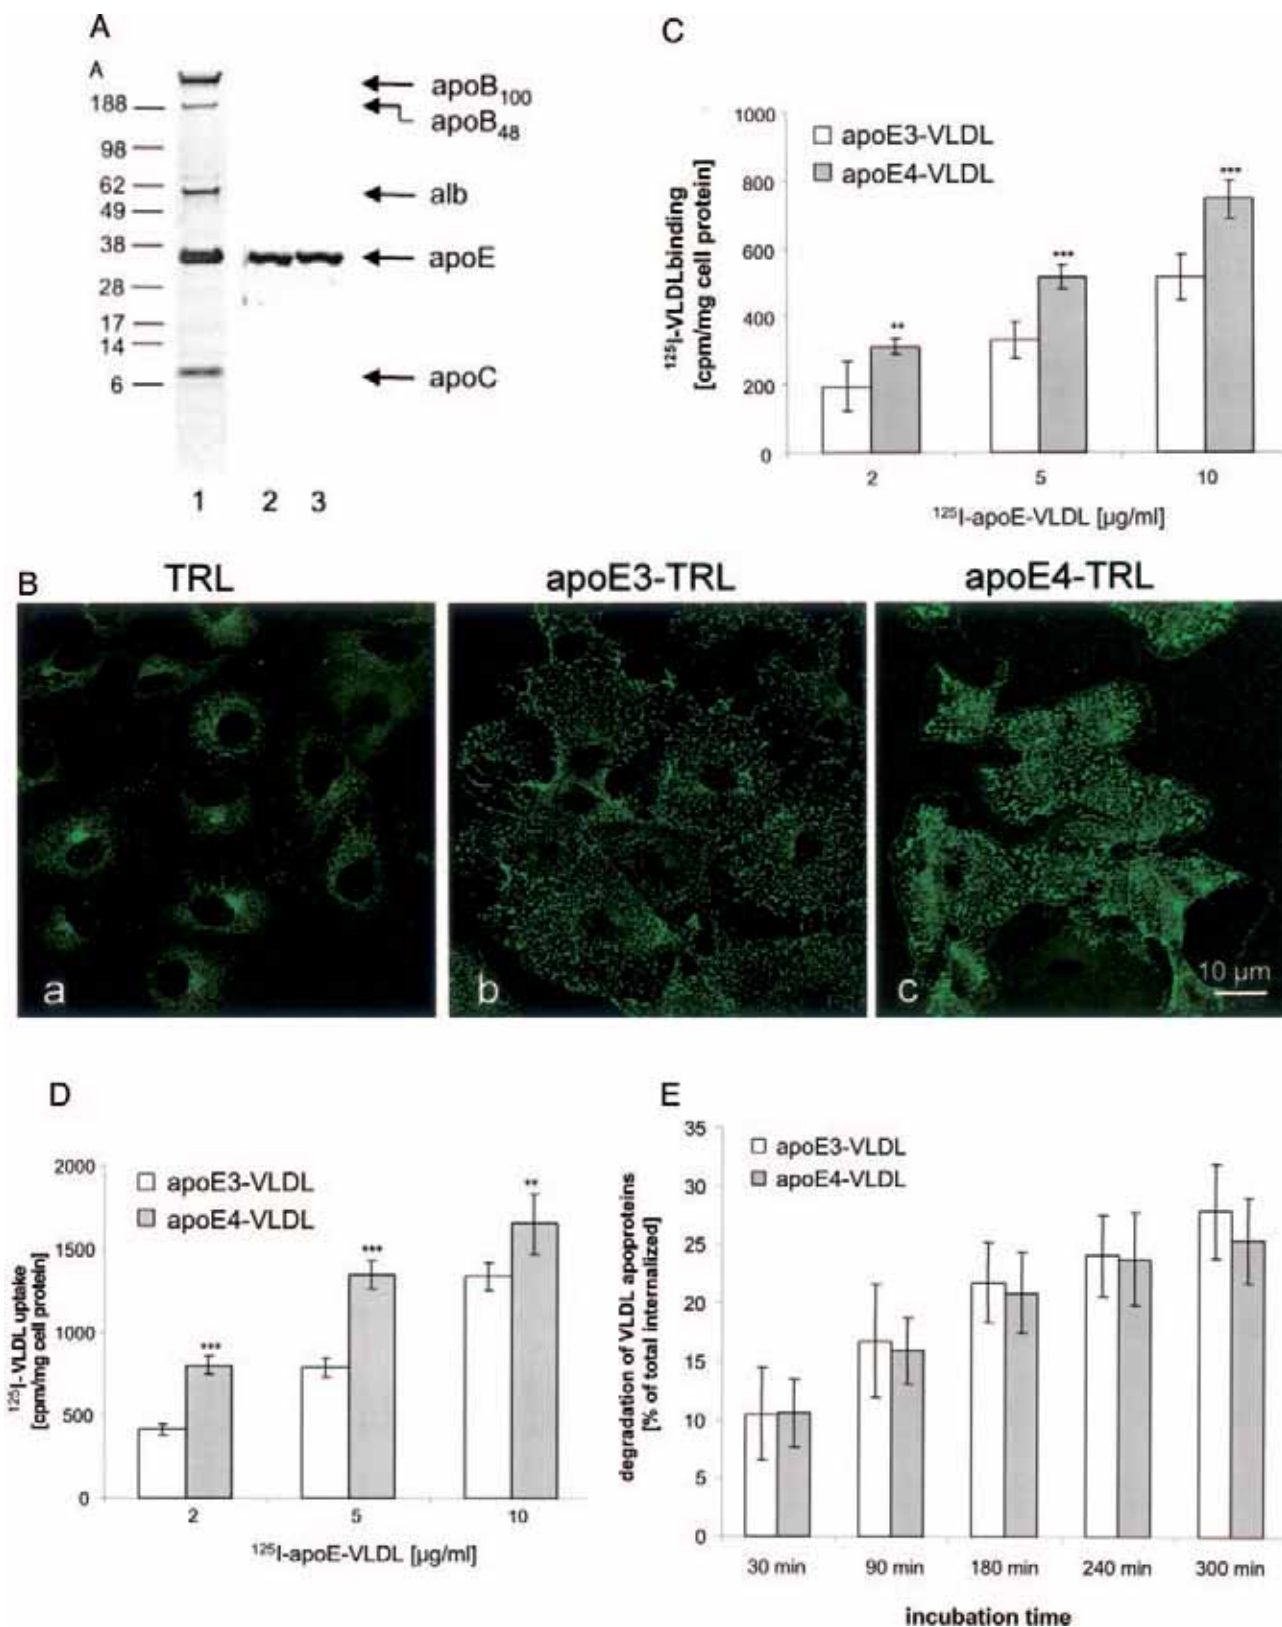 A
A
188
98
62
49
38
28
17
14
6
apoB100
apoB48
alb
apoE
apoC
1 2 3
C
1000
800
600
400
200
0
125I-VLDLbinding
[cpm/mg cell protein]
apoE3-VLDL
apoE4-VLDL
**
***
***
2 5 10
125I-apoE-VLDL [µg/ml]
B
TRL apoE3-TRL apoE4-TRL
a b c
10 µm
D
2000
1500
1000
500
0
125I- VLDL uptake
[cpm/mg cell protein]
apoE3-VLDL
apoE4-VLDL
***
***
**
2 5 10
125I-apoE-VLDL [µg/ml]
E
35
30
25
20
15
10
5
0
degradation of VLDL apoproteins
[% of total internalized]
apoE3-VLDL
apoE4-VLDL
30 min 90 min 180 min 240 min 300 min
incubation time